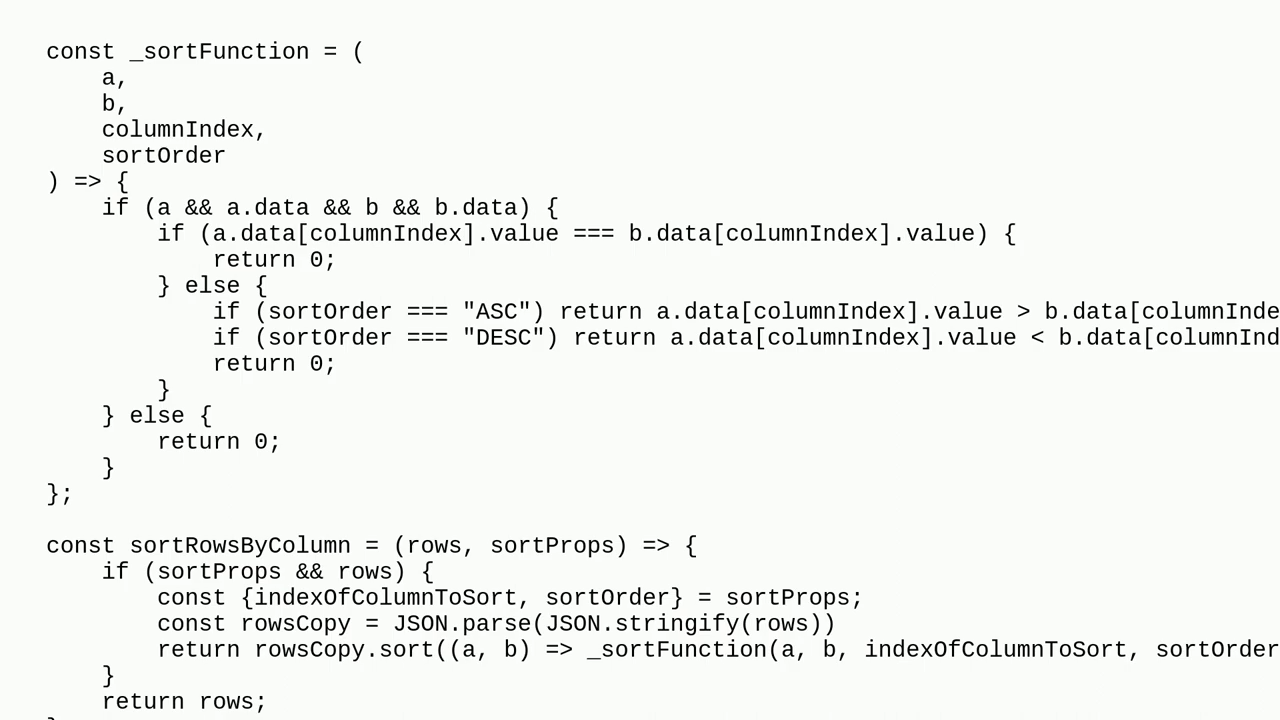 const _sortFunction = (
    a,
    b,
    columnIndex,
    sortOrder
) => {
    if (a && a.data && b && b.data) {
        if (a.data[columnIndex].value === b.data[columnIndex].value) {
            return 0;
        } else {
            if (sortOrder === "ASC") return a.data[columnIndex].value > b.data[columnInde
            if (sortOrder === "DESC") return a.data[columnIndex].value < b.data[columnInd
            return 0;
        }
    } else {
        return 0;
    }
};

const sortRowsByColumn = (rows, sortProps) => {
    if (sortProps && rows) {
        const {indexOfColumnToSort, sortOrder} = sortProps;
        const rowsCopy = JSON.parse(JSON.stringify(rows))
        return rowsCopy.sort((a, b) => _sortFunction(a, b, indexOfColumnToSort, sortOrder
    }
    return rows;